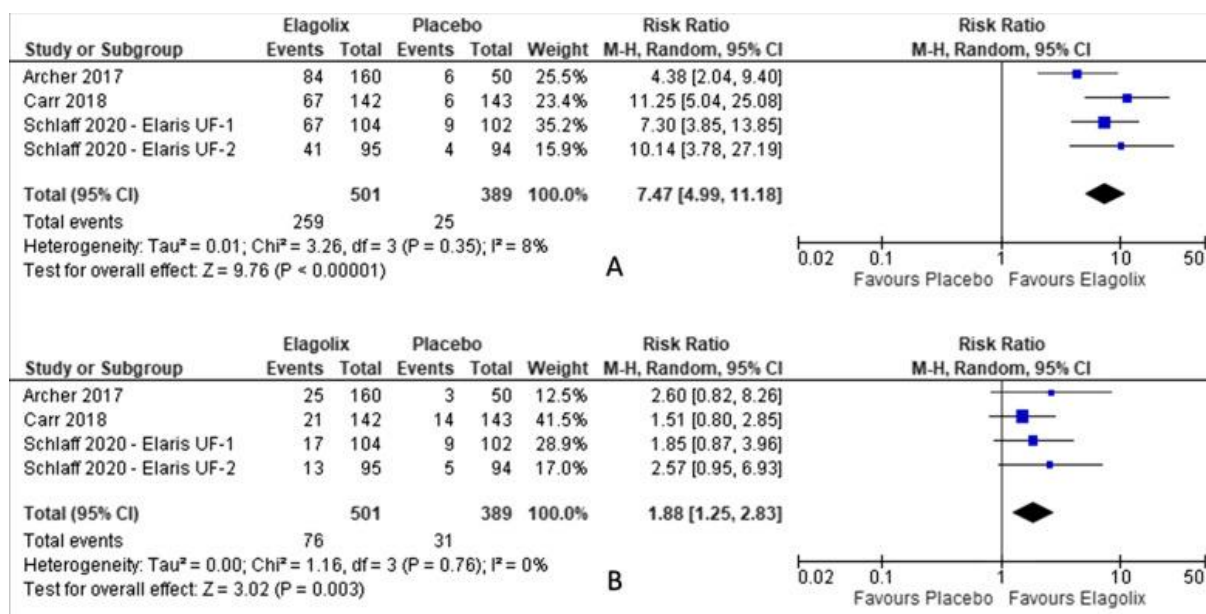 Elagolix Placebo Risk Ratio Risk Ratio
Study or Subgroup Events Total Events Total Weight M-H, Random, 95% CI M-H, Random, 95% CI
Archer 2017 84 160 6 50 25.5% 4.38 [2.04, 9.40]
Carr 2018 67 142 6 143 23.4% 11.25 [5.04, 25.08]
Schlaff 2020 - Elaris UF-1 67 104 9 102 35.2% 7.30 [3.85, 13.85]
Schlaff 2020 - Elaris UF-2 41 95 4 94 15.9% 10.14 [3.78, 27.19]
Total (95% CI) 501 389 100.0% 7.47 [4.99, 11.18]
Total events 259 25
Heterogeneity: Tau² = 0.01; Chi² = 3.26, df = 3 (P = 0.35); I² = 8%
Test for overall effect: Z = 9.76 (P < 0.00001)
A
0.02 0.1 1 10 50
Favours Placebo Favours Elagolix
Elagolix Placebo Risk Ratio Risk Ratio
Study or Subgroup Events Total Events Total Weight M-H, Random, 95% CI M-H, Random, 95% CI
Archer 2017 25 160 3 50 12.5% 2.60 [0.82, 8.26]
Carr 2018 21 142 14 143 41.5% 1.51 [0.80, 2.85]
Schlaff 2020 - Elaris UF-1 17 104 9 102 28.9% 1.85 [0.87, 3.96]
Schlaff 2020 - Elaris UF-2 13 95 5 94 17.0% 2.57 [0.95, 6.93]
Total (95% CI) 501 389 100.0% 1.88 [1.25, 2.83]
Total events 76 31
Heterogeneity: Tau² = 0.00; Chi² = 1.16, df = 3 (P = 0.76); I² = 0%
Test for overall effect: Z = 3.02 (P = 0.003)
B
0.02 0.1 1 10 50
Favours Placebo Favours Elagolix